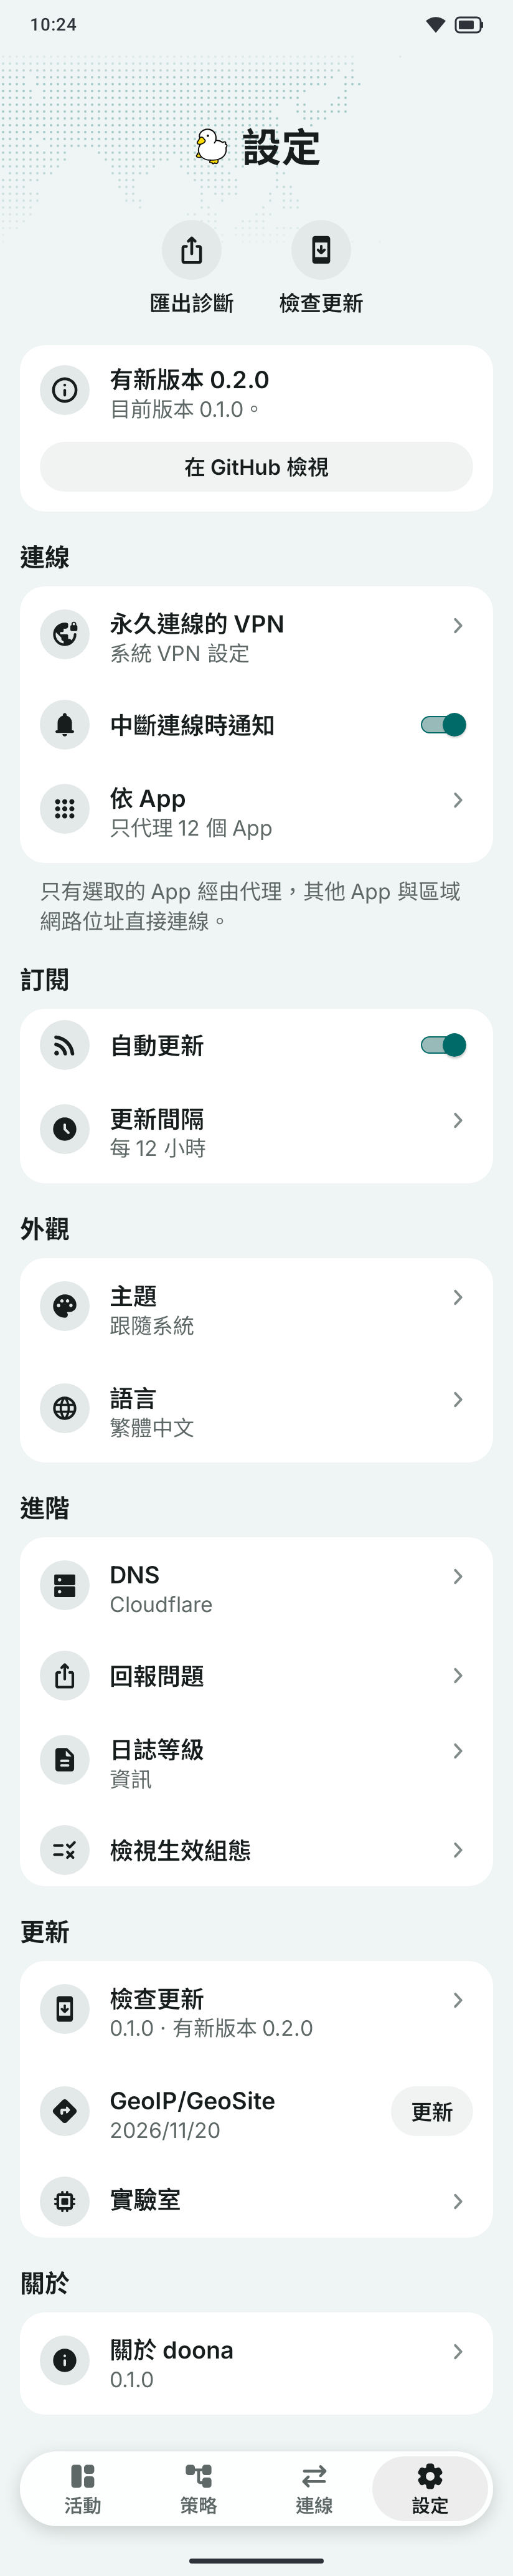 10:24
設定
匯出診斷
檢查更新
有新版本 0.2.0
目前版本 0.1.0。
在 GitHub 檢視
連線
永久連線的 VPN
系統 VPN 設定
中斷連線時通知
依 App
只代理 12 個 App
只有選取的 App 經由代理，其他 App 與區域
網路位址直接連線。
訂閱
自動更新
更新間隔
每 12 小時
外觀
主題
跟隨系統
語言
繁體中文
進階
DNS
Cloudflare
回報問題
日誌等級
資訊
檢視生效組態
更新
檢查更新
0.1.0 · 有新版本 0.2.0
GeoIP/GeoSite
2026/11/20
更新
實驗室
關於
關於 doona
0.1.0
活動
策略
連線
設定